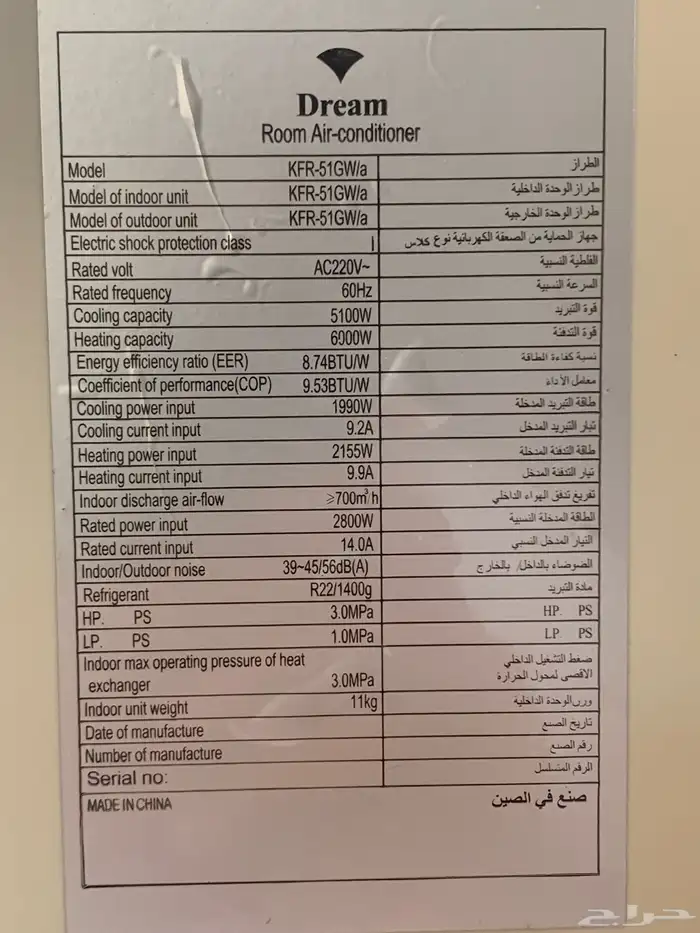 Dream
Room Air-conditioner
Model KFR-51GW/a الطراز
Model of indoor unit KFR-51GW/a طراز الوحدة الداخلية
Model of outdoor unit KFR-51GW/a طراز الوحدة الخارجية
Electric shock protection class I جهاز الحماية من الصعقة الكهربائية نوع كلاس
Rated volt AC220V~ الفلطية النسبية
Rated frequency 60Hz السرعة النسبية
Cooling capacity 5100W قوة التبريد
Heating capacity 6000W قوة التدفئة
Energy efficiency ratio (EER) 8.74BTU/W نسبة كفاءة الطاقة
Coefficient of performance(COP) 9.53BTU/W معامل الأداء
Cooling power input 1990W طاقة التبريد المدخلة
Cooling current input 9.2A تيار التبريد المدخل
Heating power input 2155W طاقة التدفئة المدخلة
Heating current input 9.9A تيار التدفئة المدخل
Indoor discharge air-flow ≥700m³/h تفريغ تدفق الهواء الداخلي
Rated power input 2800W الطاقة المدخلة النسبية
Rated current input 14.0A التيار المدخل النسبي
Indoor/Outdoor noise 39~45/56dB(A) الضوضاء بالداخل/ بالخارج
Refrigerant R22/1400g مادة التبريد
HP. PS 3.0MPa HP. PS
LP. PS 1.0MPa LP. PS
Indoor max operating pressure of heat ضغط التشغيل الداخلي
exchanger 3.0MPa الاقصى لمحول الحرارة
Indoor unit weight 11kg وزن الوحدة الداخلية
Date of manufacture تاريخ الصنع
Number of manufacture رقم الصنع
Serial no: الرقم المتسلسل
MADE IN CHINA صنع في الصين
حراج